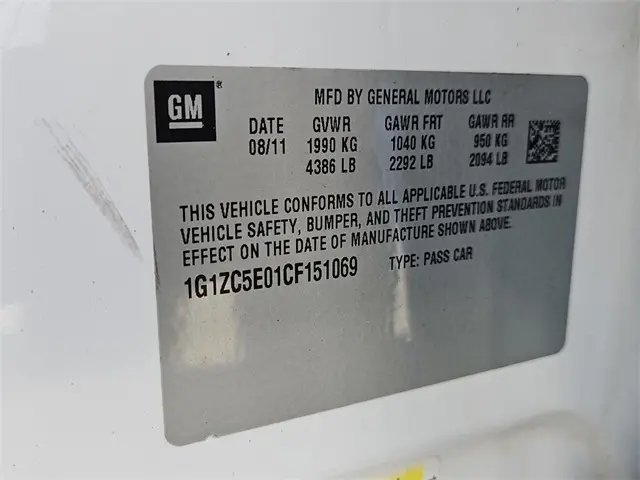 GM ®
MFD BY GENERAL MOTORS LLC
DATE GVWR GAWR FRT GAWR RR
08/11 1990 KG 1040 KG 950 KG
4386 LB 2292 LB 2094 LB
THIS VEHICLE CONFORMS TO ALL APPLICABLE U.S. FEDERAL MOTOR
VEHICLE SAFETY, BUMPER, AND THEFT PREVENTION STANDARDS IN
EFFECT ON THE DATE OF MANUFACTURE SHOWN ABOVE.
1G1ZC5E01CF151069 TYPE: PASS CAR